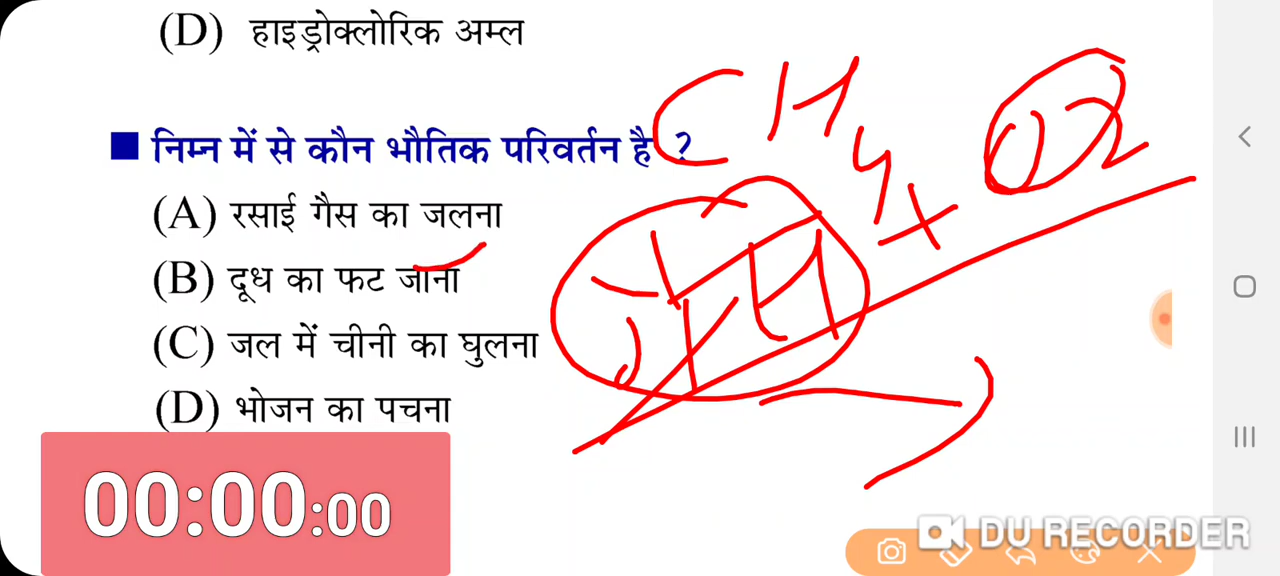 (D) हाइड्रोक्लोरिक अम्ल
■ निम्न में से कौन भौतिक परिवर्तन है ?
CH4 + O2
(A) रसाई गैस का जलना
(B) दूध का फट जाना
(C) जल में चीनी का घुलना
(D) भोजन का पचना
00:00:00
DU RECORDER